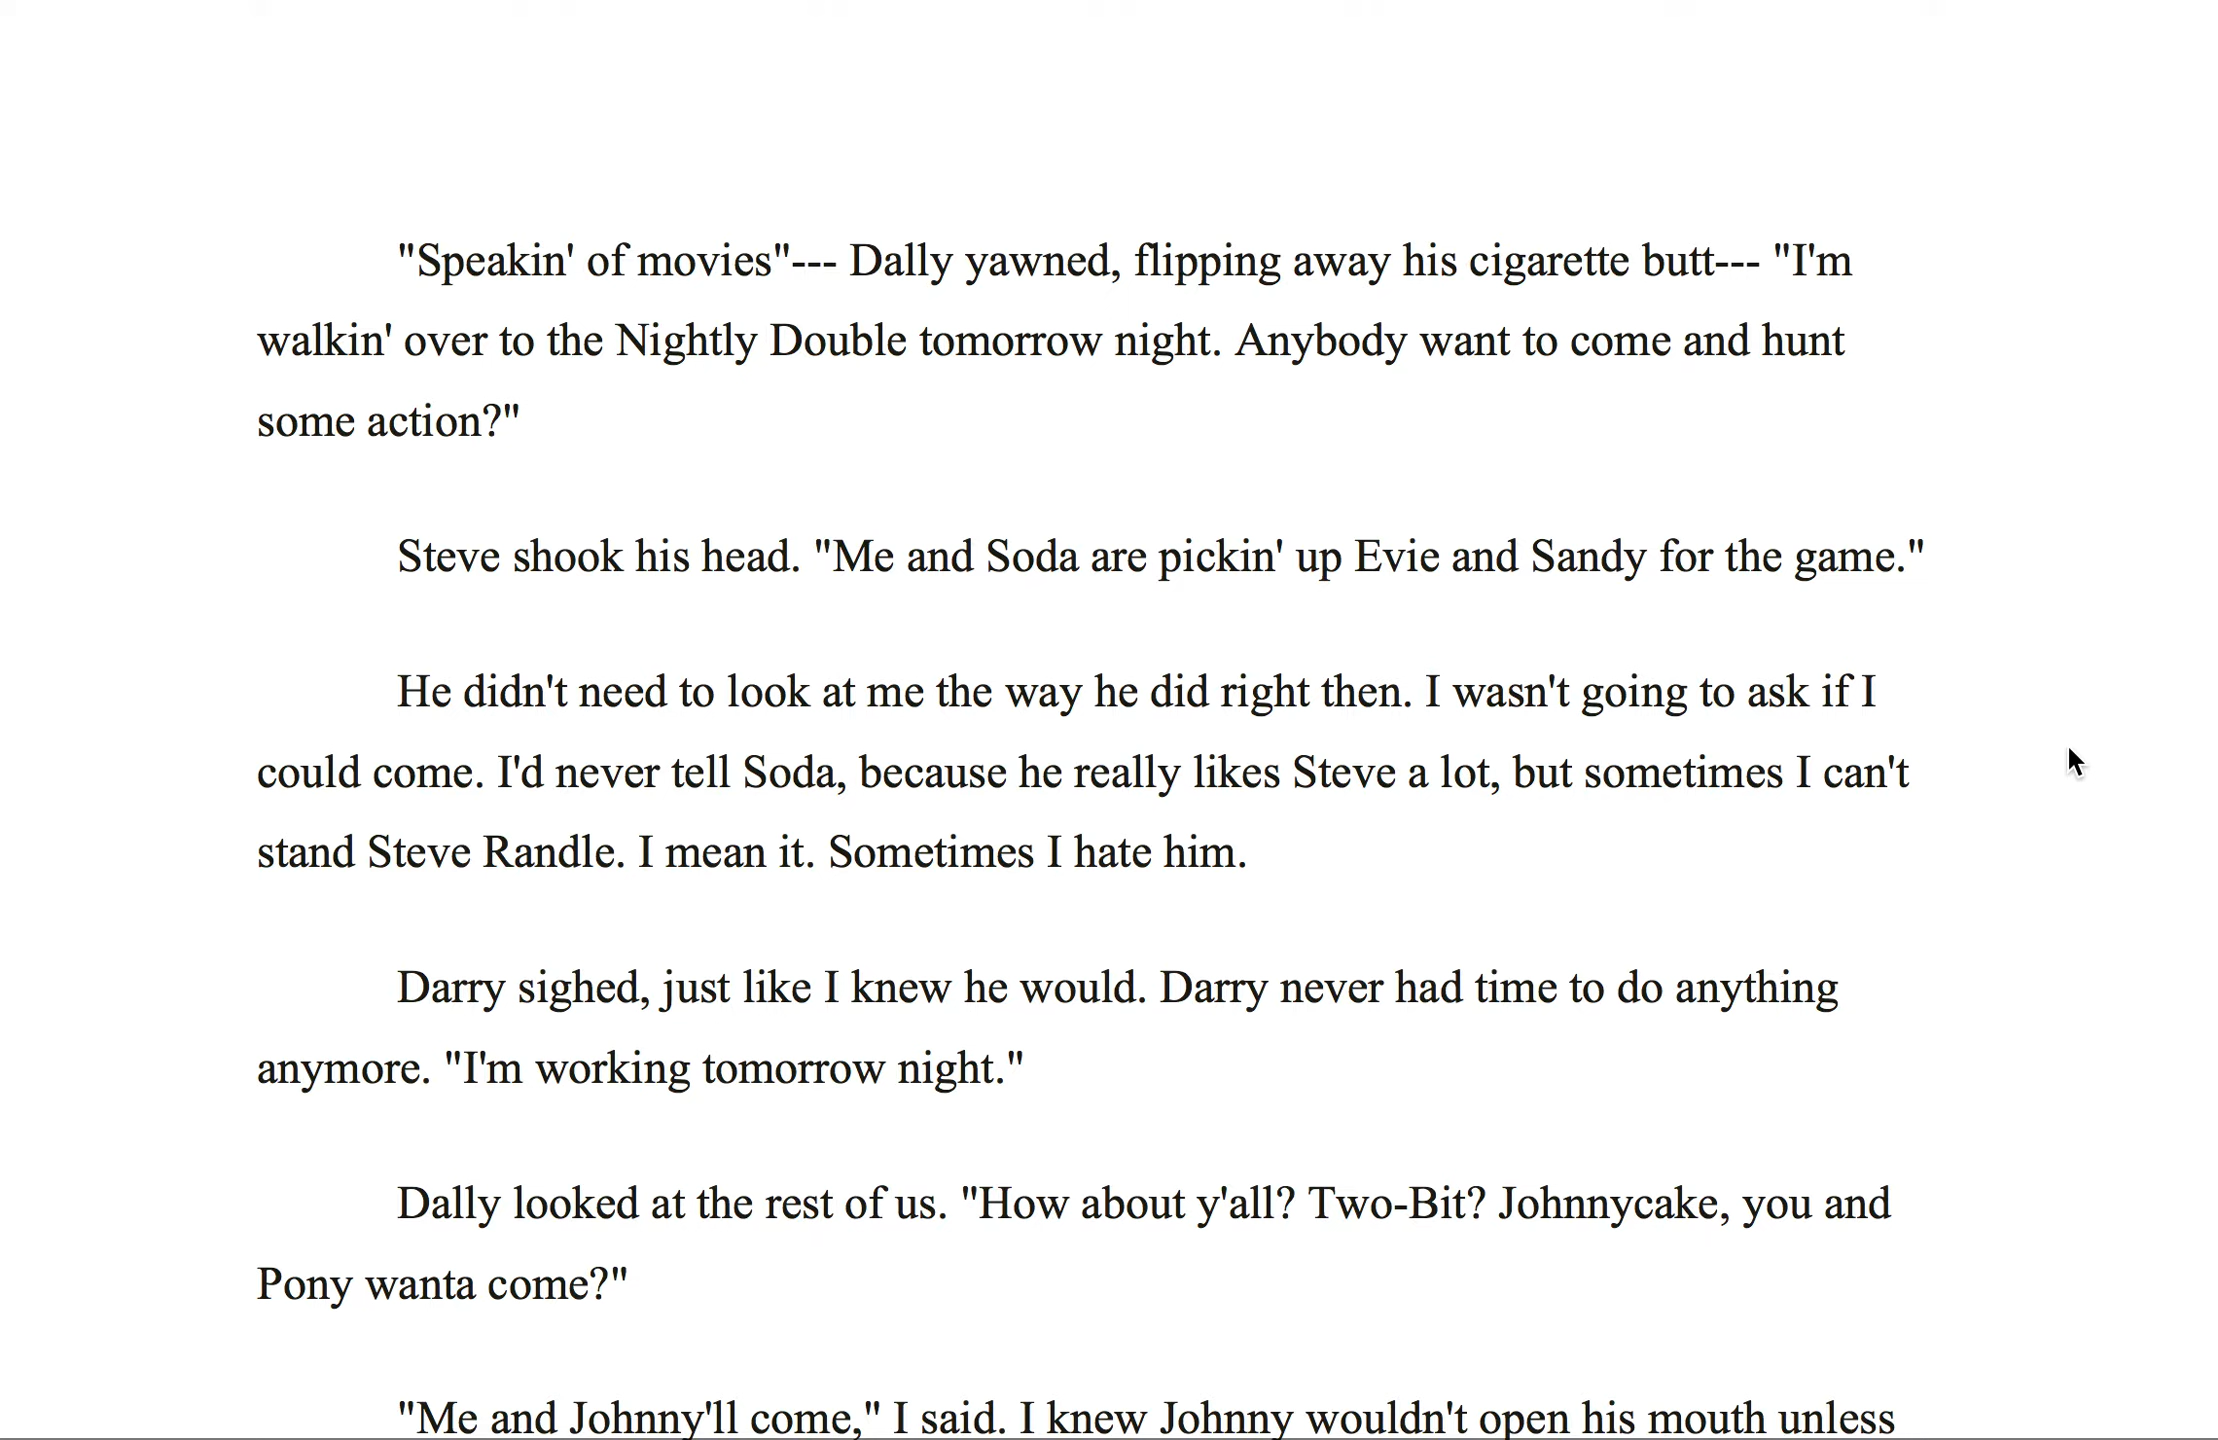 "Speakin' of movies"--- Dally yawned, flipping away his cigarette butt--- "I'm
walkin' over to the Nightly Double tomorrow night. Anybody want to come and hunt
some action?"
Steve shook his head. "Me and Soda are pickin' up Evie and Sandy for the game."
He didn't need to look at me the way he did right then. I wasn't going to ask if I
could come. I'd never tell Soda, because he really likes Steve a lot, but sometimes I can't
stand Steve Randle. I mean it. Sometimes I hate him.
Darry sighed, just like I knew he would. Darry never had time to do anything
anymore. "I'm working tomorrow night."
Dally looked at the rest of us. "How about y'all? Two-Bit? Johnnycake, you and
Pony wanta come?"
"Me and Johnny'll come," I said. I knew Johnny wouldn't open his mouth unless